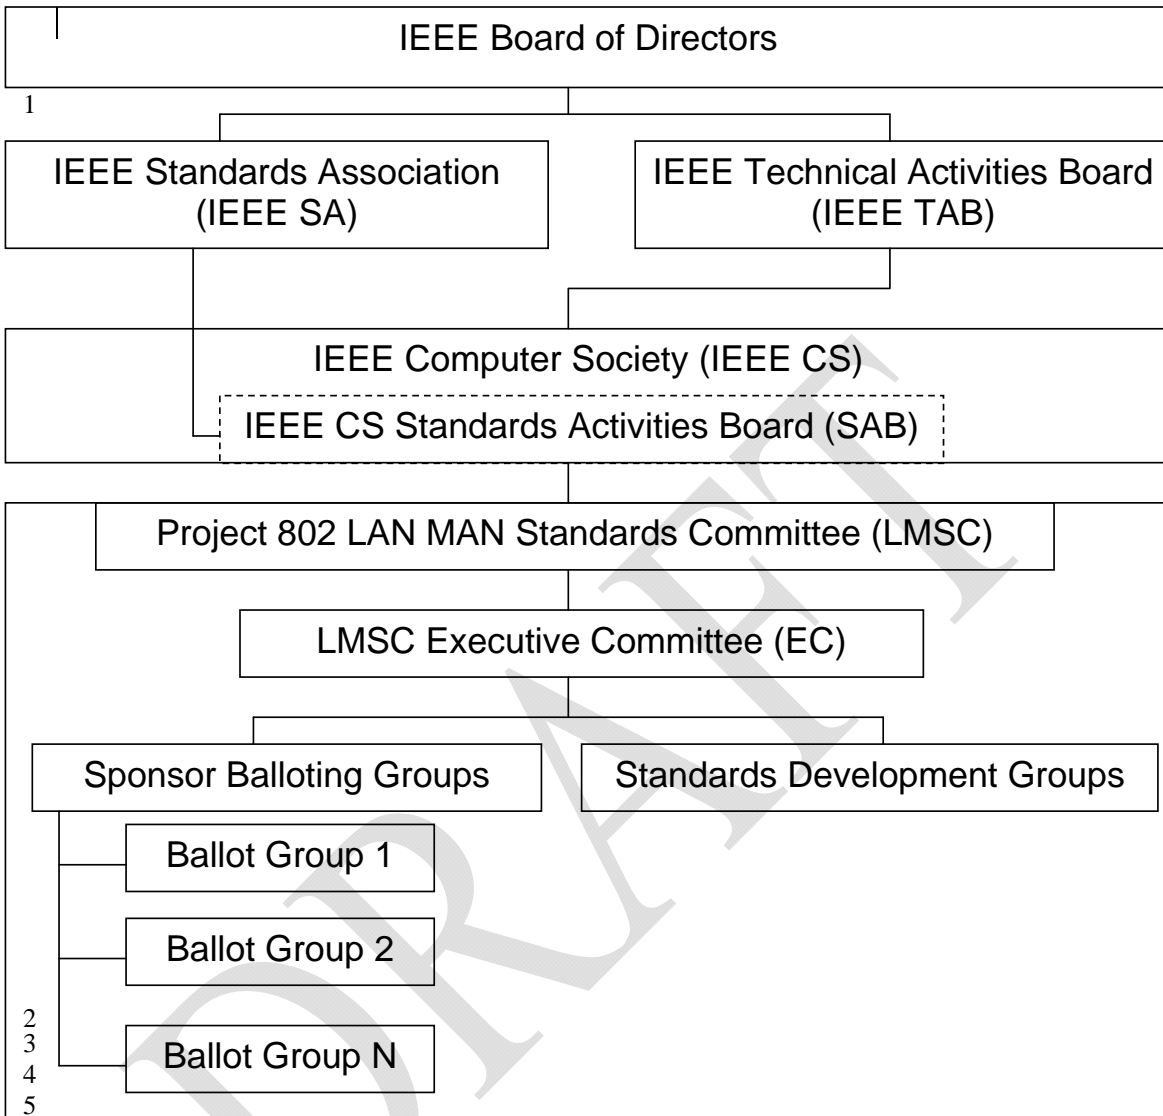 IEEE Board of Directors
1
IEEE Standards Association
(IEEE SA)
IEEE Technical Activities Board
(IEEE TAB)
IEEE Computer Society (IEEE CS)
IEEE CS Standards Activities Board (SAB)
Project 802 LAN MAN Standards Committee (LMSC)
LMSC Executive Committee (EC)
Sponsor Balloting Groups
Standards Development Groups
Ballot Group 1
Ballot Group 2
Ballot Group N
2
3
4
5
DRAFT